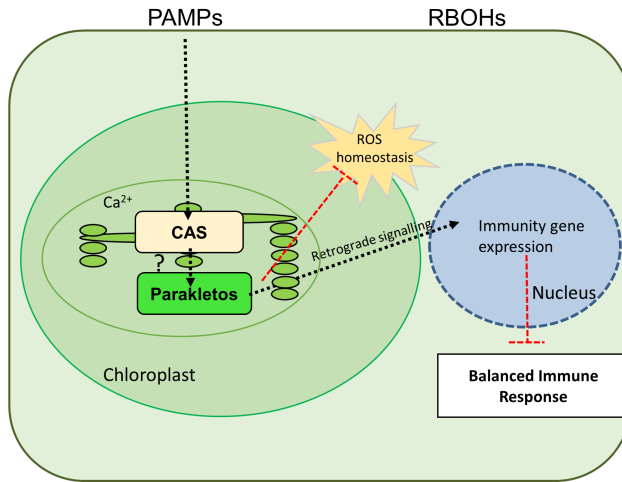 PAMPs
RBOHs
ROS
homeostasis
Ca²⁺
CAS
?
Parakletos
Retrograde signalling
Immunity gene
expression
Nucleus
Chloroplast
Balanced Immune
Response